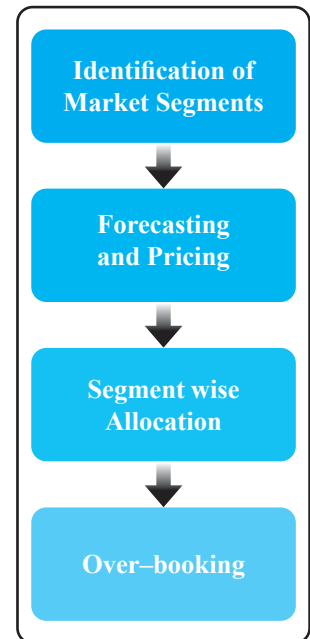 Identification of
Market Segments
Forecasting
and Pricing
Segment wise
Allocation
Over–booking